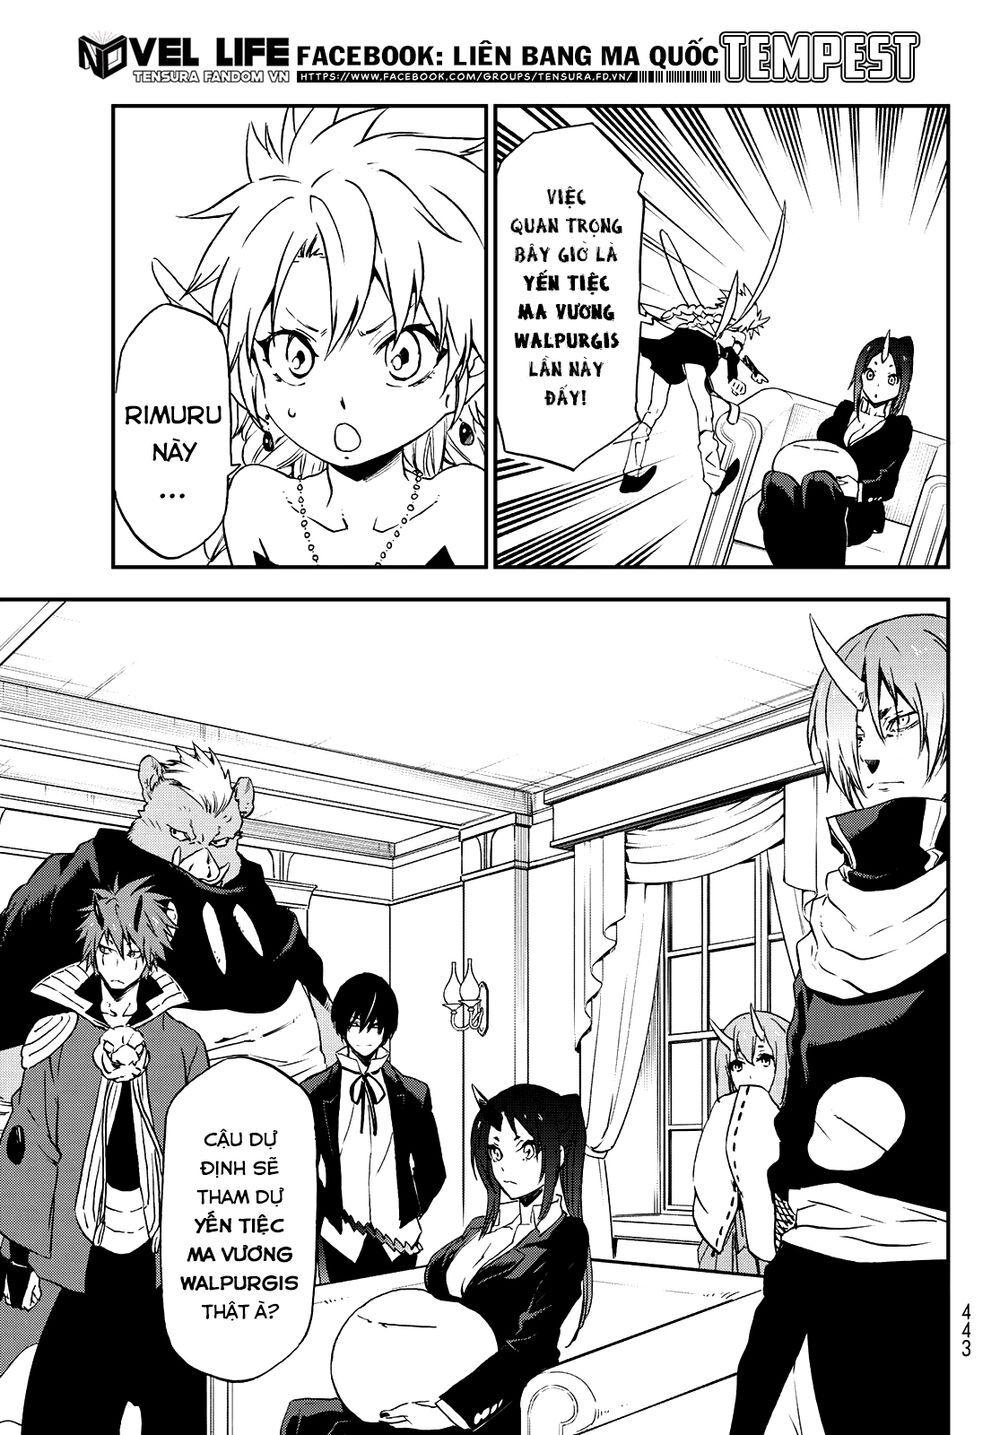 NOVEL LIFE
TENSURA FANDOM VN
FACEBOOK: LIÊN BANG MA QUỐC
HTTPS://WWW.FACEBOOK.COM/GROUPS/TENSURA.FD.VN/
TEMPEST
VIỆC
QUAN TRỌNG
BÂY GIỜ LÀ
YẾN TIỆC
MA VƯƠNG
WALPURGIS
LẦN NÀY
ĐẤY!
RIMURU
NÀY
...
CẬU DỰ
ĐỊNH SẼ
THAM DỰ
YẾN TIỆC
MA VƯƠNG
WALPURGIS
THẬT À?
443